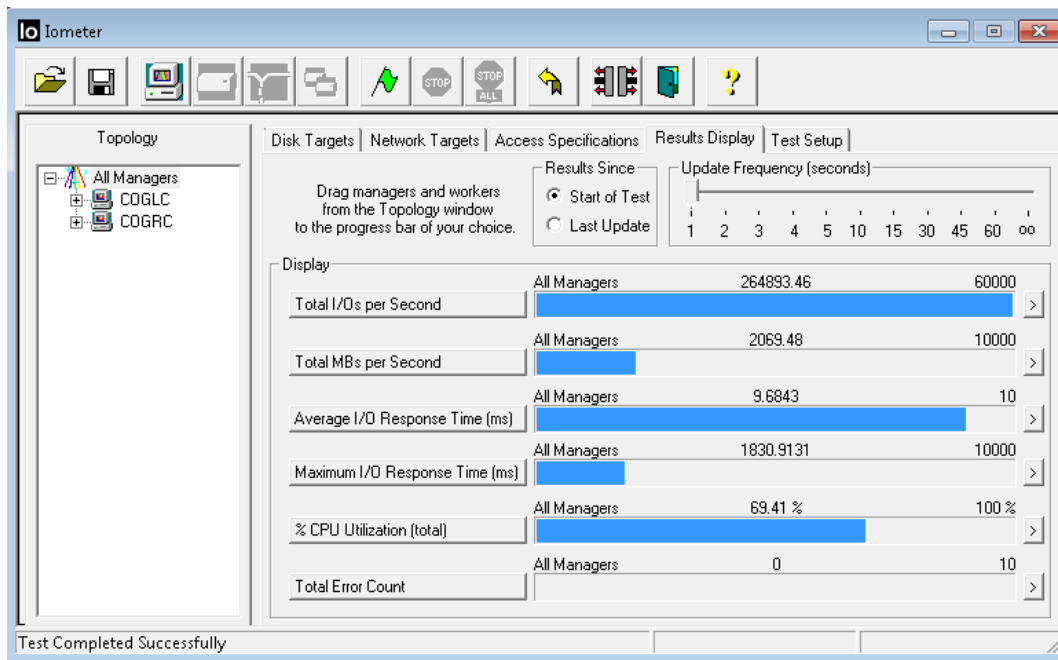 Io Iometer
STOP
STOP
ALL
?
Topology
All Managers
COGLC
COGRC
Disk Targets
Network Targets
Access Specifications
Results Display
Test Setup
Drag managers and workers
from the Topology window
to the progress bar of your choice.
Results Since
Start of Test
Last Update
Update Frequency (seconds)
1 2 3 4 5 10 15 30 45 60 oo
Display
All Managers 264893.46 60000
Total I/Os per Second >
All Managers 2069.48 10000
Total MBs per Second >
All Managers 9.6843 10
Average I/O Response Time (ms) >
All Managers 1830.9131 10000
Maximum I/O Response Time (ms) >
All Managers 69.41 % 100 %
% CPU Utilization (total) >
All Managers 0 10
Total Error Count >
Test Completed Successfully